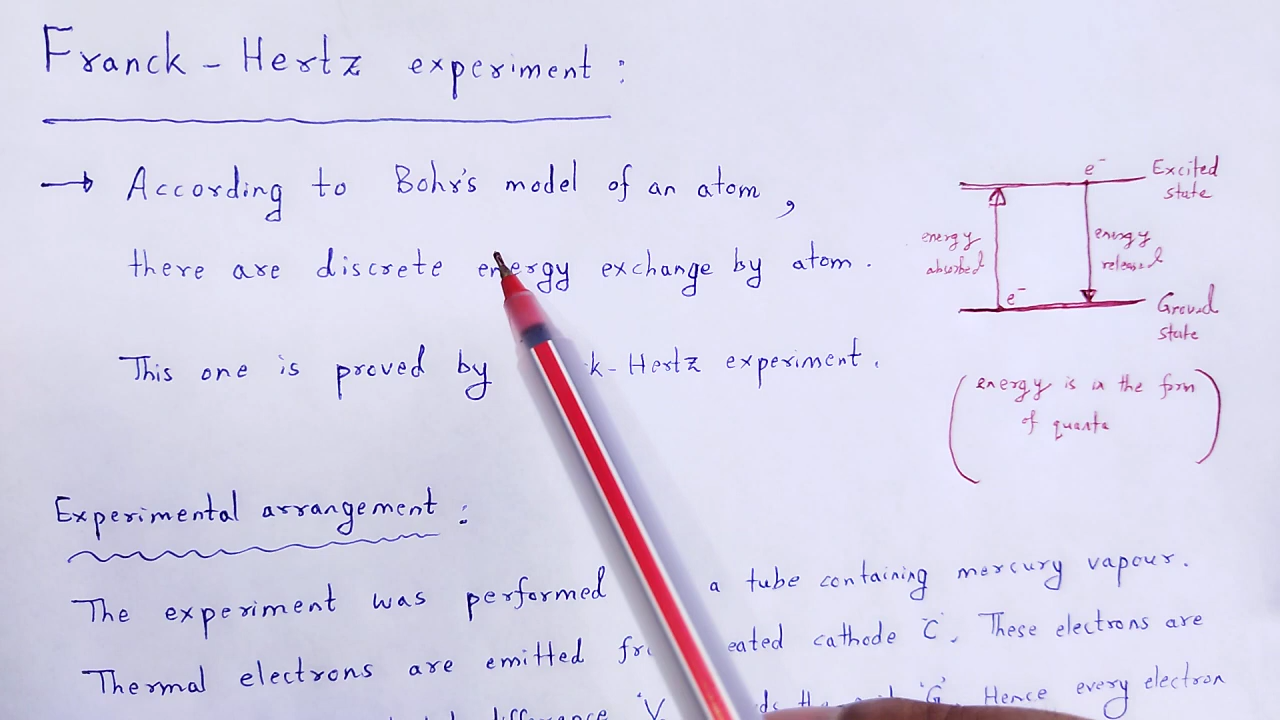 Franck - Hertz experiment :
→ According to Bohr's model of an atom ,
there are discrete energy exchange by atom .
This one is proved by k - Hertz experiment .
e⁻ Excited
state
energy
absorbed
energy
released
e⁻
Ground
state
( energy is in the form
of quanta )
Experimental arrangement :
The experiment was performed a tube containing mercury vapour .
Thermal electrons are emitted eated cathode 'C'. These electrons are
difference 'V 'G'. Hence every electron